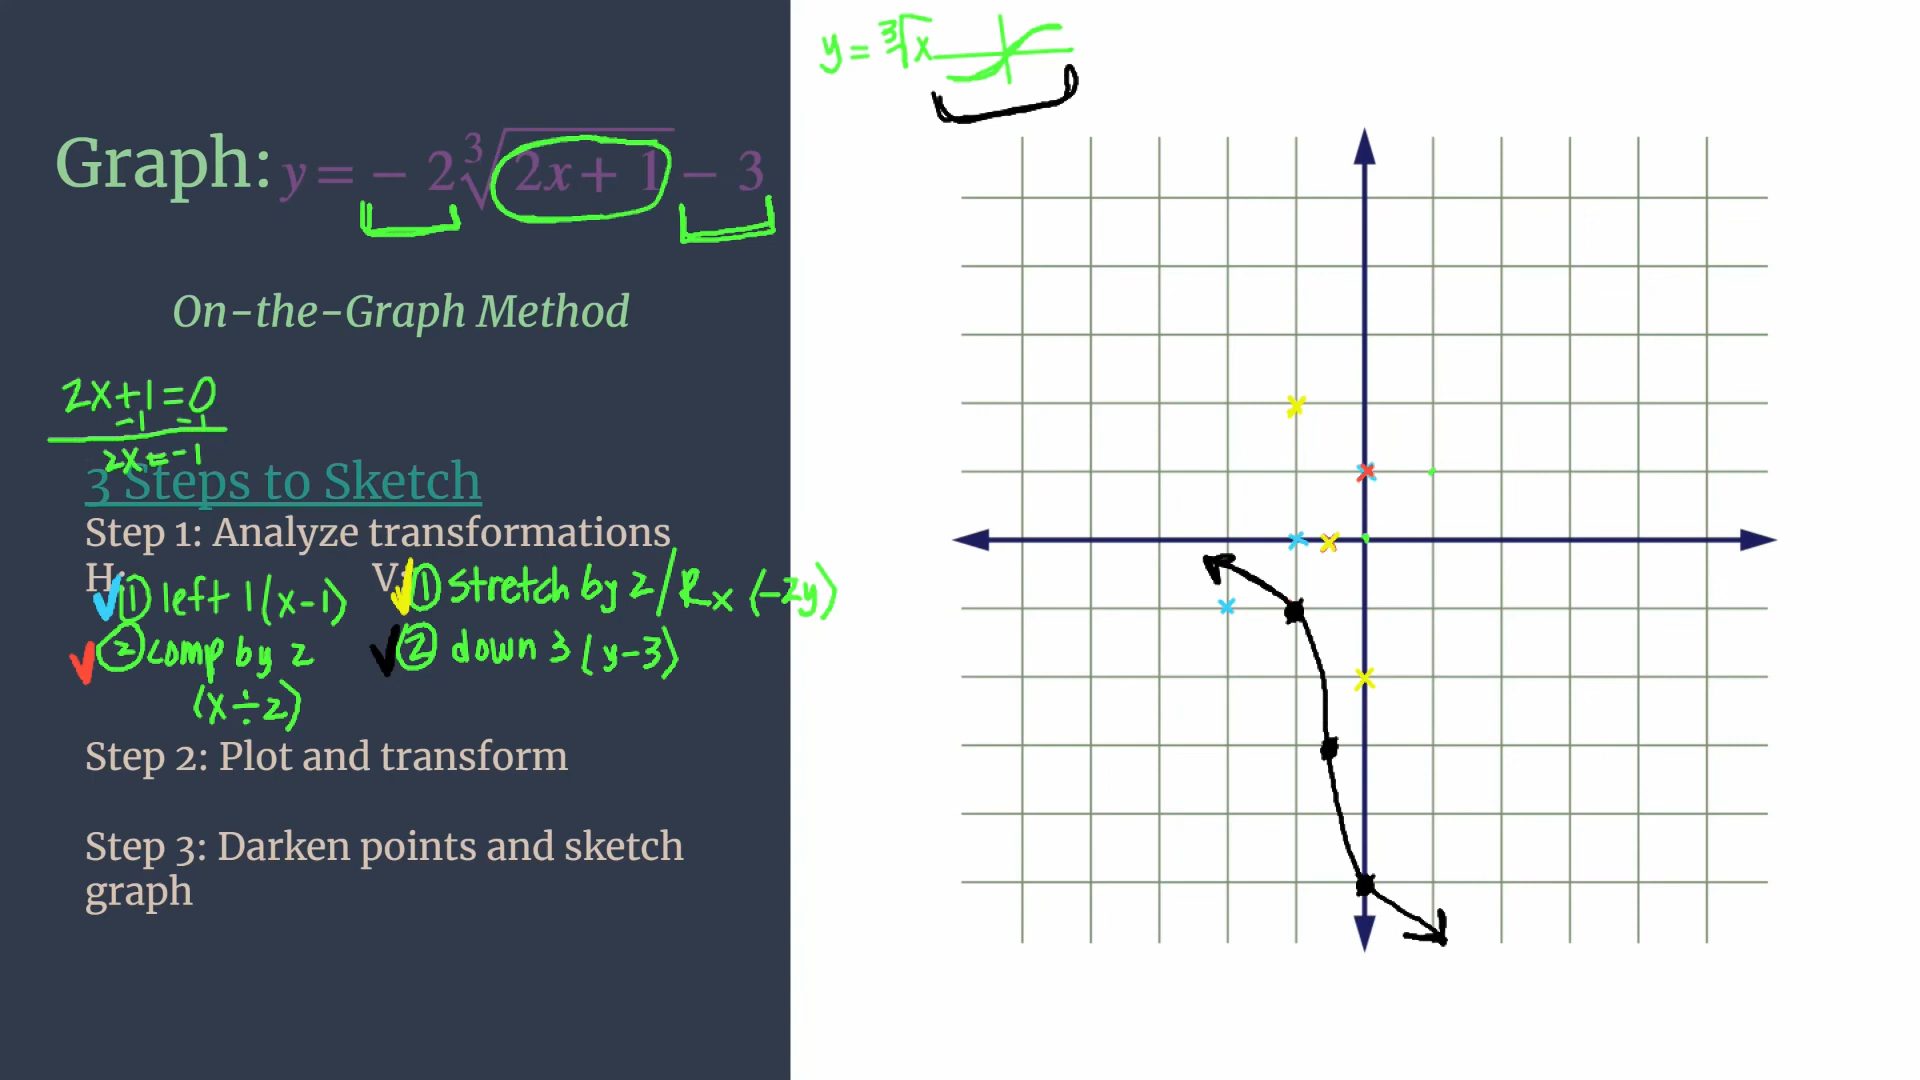 y = ∛x
Graph: y = − 2∛2x + 1 − 3
On-the-Graph Method
2x+1=0
-1 -1
2x=-1
3 Steps to Sketch
Step 1: Analyze transformations
H: V:
① left 1 (x-1) ① stretch by 2/Rx (-2y)
② comp by 2 ② down 3 (y-3)
(x÷2)
Step 2: Plot and transform
Step 3: Darken points and sketch
graph